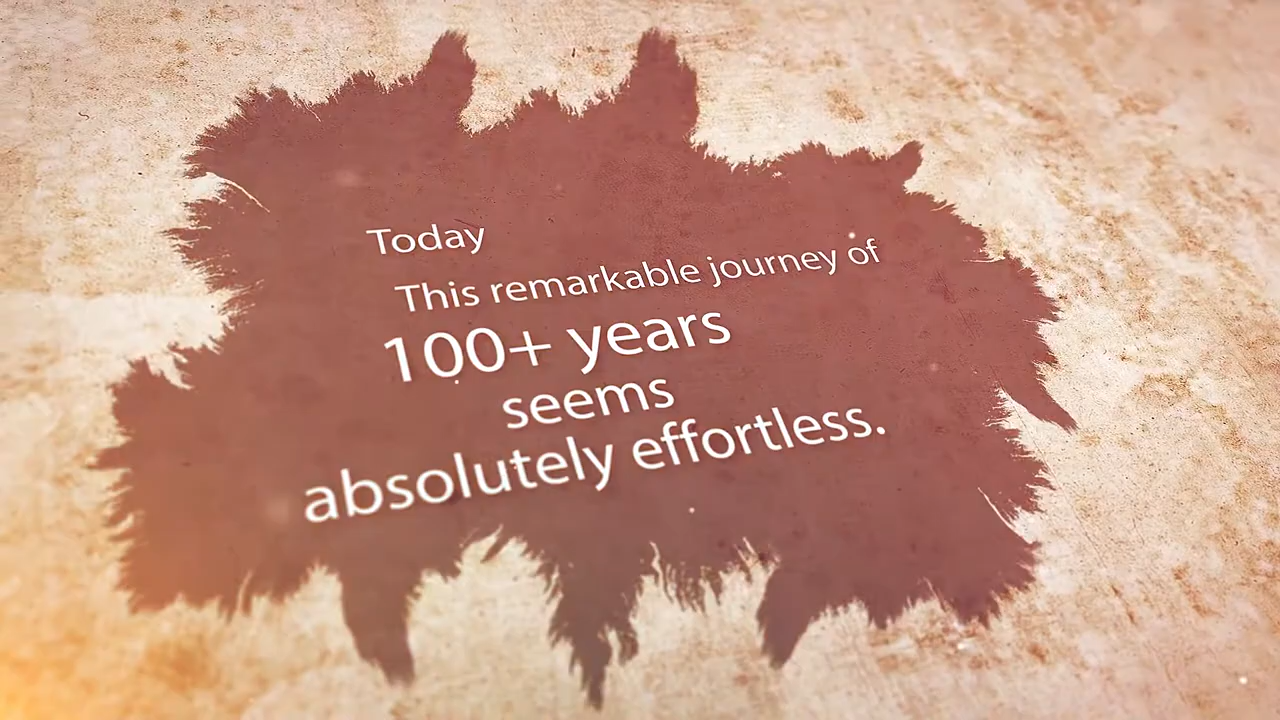 Today
This remarkable journey of
100+ years
seems
absolutely effortless.